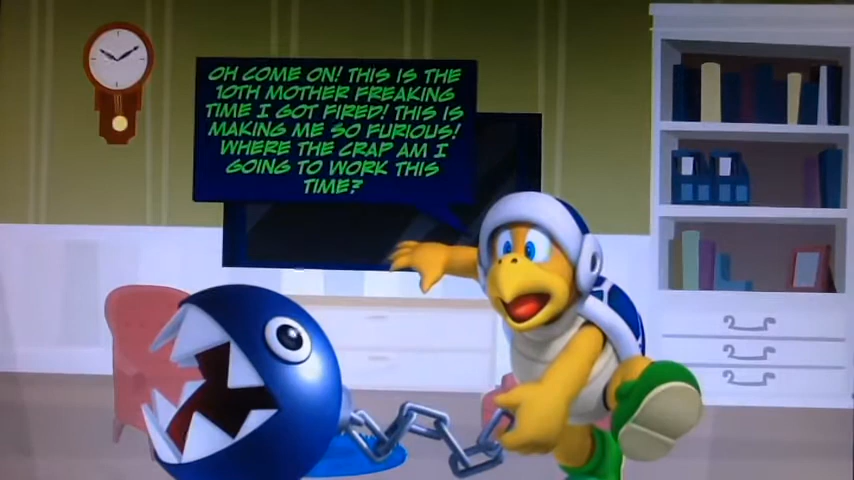 OH COME ON! THIS IS THE
10TH MOTHER FREAKING
TIME I GOT FIRED! THIS IS
MAKING ME SO FURIOUS!
WHERE THE CRAP AM I
GOING TO WORK THIS
TIME?